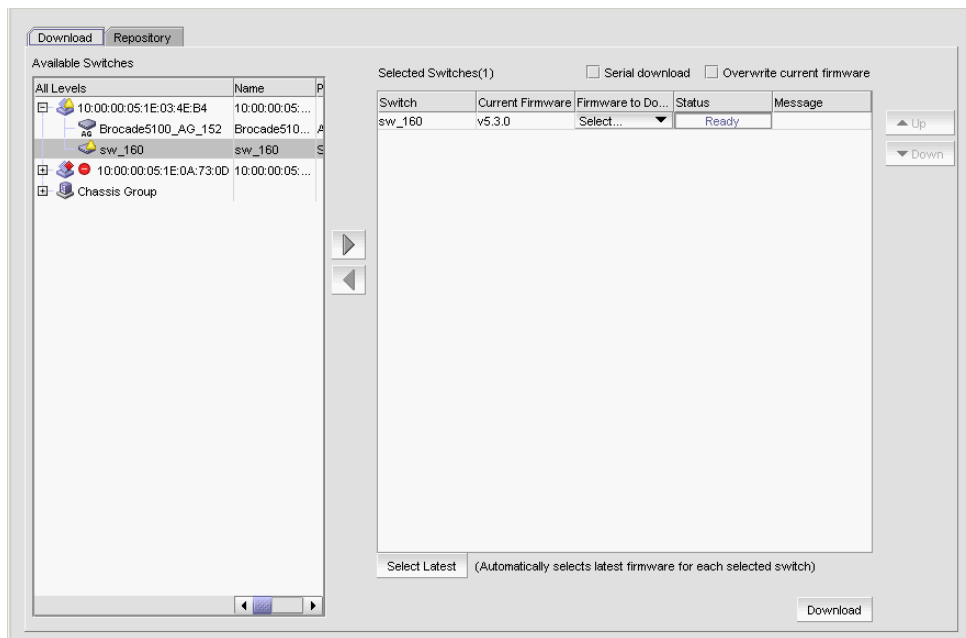 Download Repository
Available Switches
All Levels Name P
10:00:00:05:1E:03:4E:B4 10:00:00:05:...
AG Brocade5100_AG_152 Brocade510... A
sw_160 sw_160 S
10:00:00:05:1E:0A:73:0D 10:00:00:05:...
Chassis Group
Selected Switches(1) Serial download Overwrite current firmware
Switch Current Firmware Firmware to Do... Status Message
sw_160 v5.3.0 Select... Ready
Up
Down
Select Latest (Automatically selects latest firmware for each selected switch)
Download